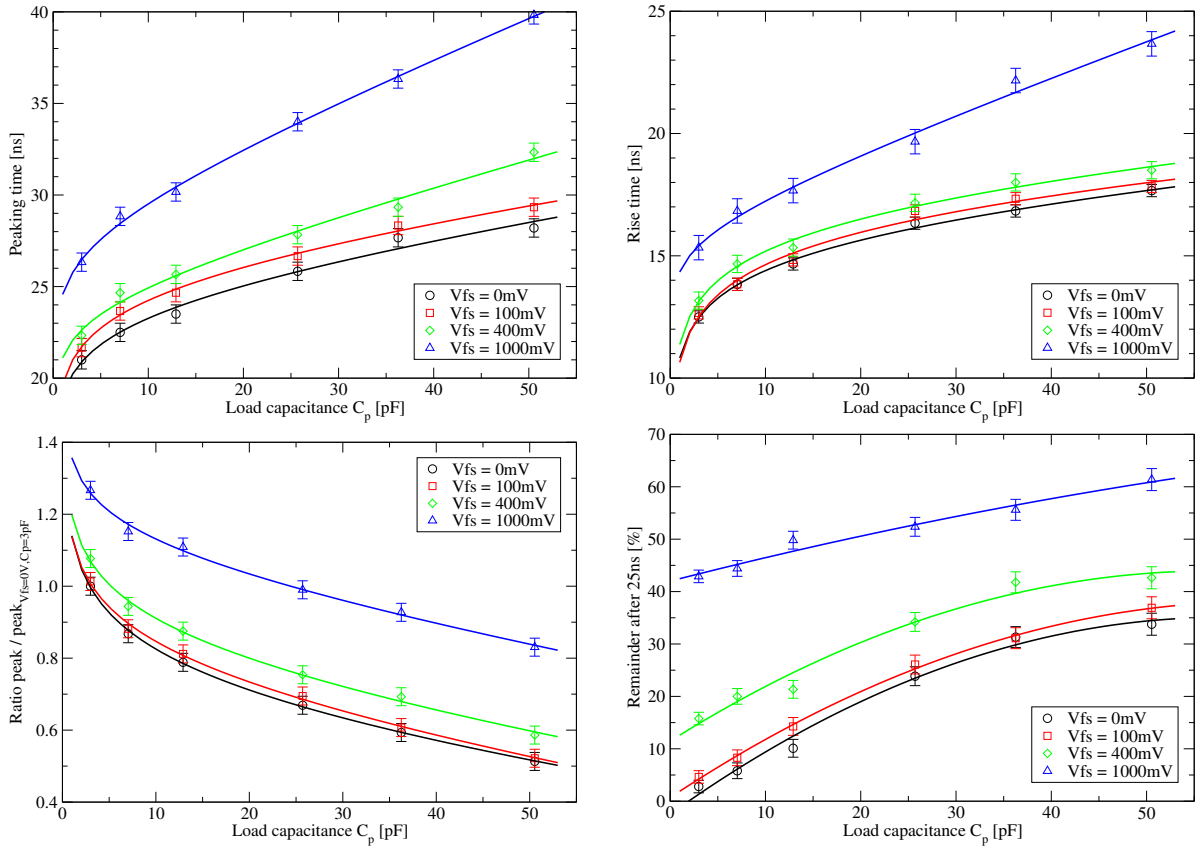 40
35
30
25
20
0
10
20
30
40
50
Peaking time [ns]
Load capacitance C_p [pF]
Vfs = 0mV
Vfs = 100mV
Vfs = 400mV
Vfs = 1000mV
25
20
15
10
0
10
20
30
40
50
Rise time [ns]
Load capacitance C_p [pF]
Vfs = 0mV
Vfs = 100mV
Vfs = 400mV
Vfs = 1000mV
1.4
1.2
1.0
0.8
0.6
0.4
0
10
20
30
40
50
Ratio peak / peak_Vfs=0V,Cp=3pF
Load capacitance C_p [pF]
Vfs = 0mV
Vfs = 100mV
Vfs = 400mV
Vfs = 1000mV
70
60
50
40
30
20
10
0
0
10
20
30
40
50
Remainder after 25ns [%]
Load capacitance C_p [pF]
Vfs = 0mV
Vfs = 100mV
Vfs = 400mV
Vfs = 1000mV